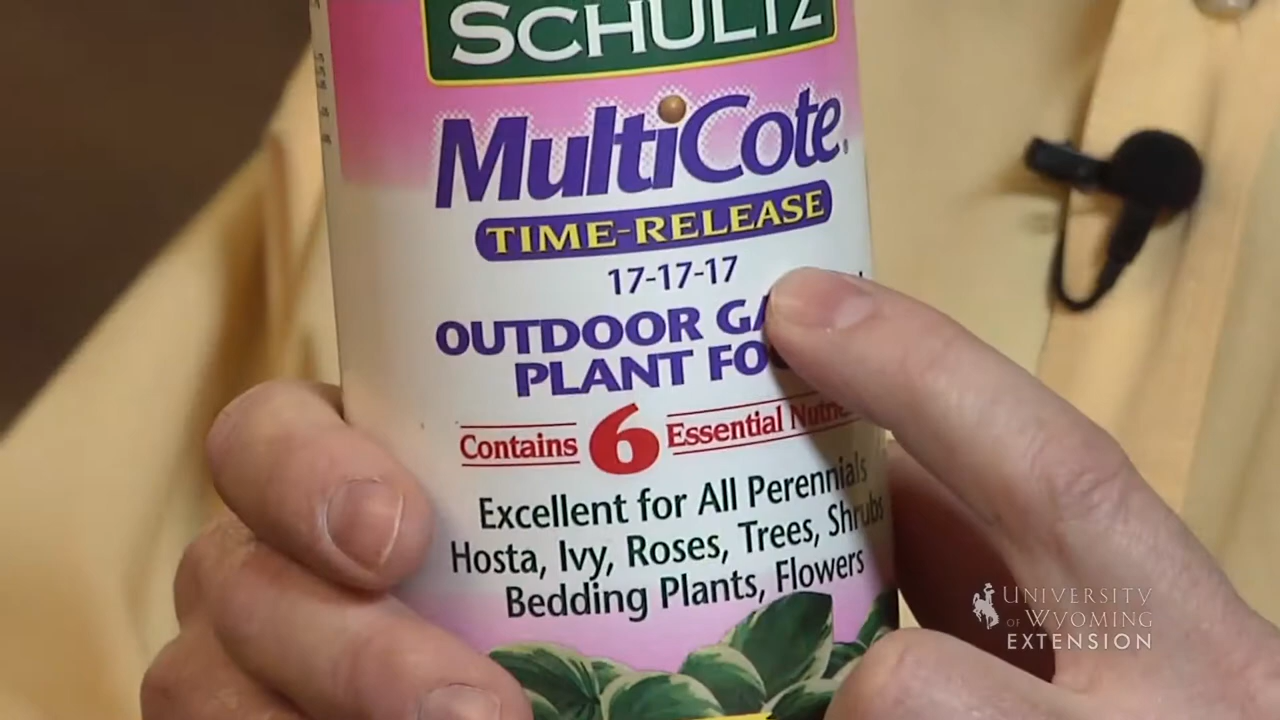 SCHULTZ
MultiCote®
TIME-RELEASE
17-17-17
OUTDOOR GA
PLANT FO
Contains 6 Essential Nutrie
Excellent for All Perennials
Hosta, Ivy, Roses, Trees, Shrubs
Bedding Plants, Flowers
UNIVERSITY
OF WYOMING
EXTENSION